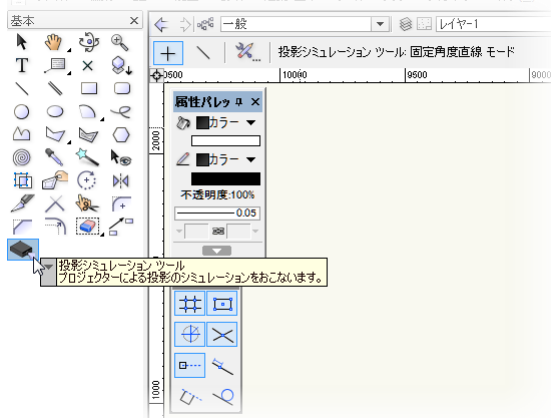 基本
一般
レイヤ-1
投影シミュレーション ツール: 固定角度直線 モード
10000
9500
9000
属性パレッ
カラー
2000
カラー
不透明度:100%
0.05
投影シミュレーション ツール
プロジェクターによる投影のシミュレーションをおこないます。
1000